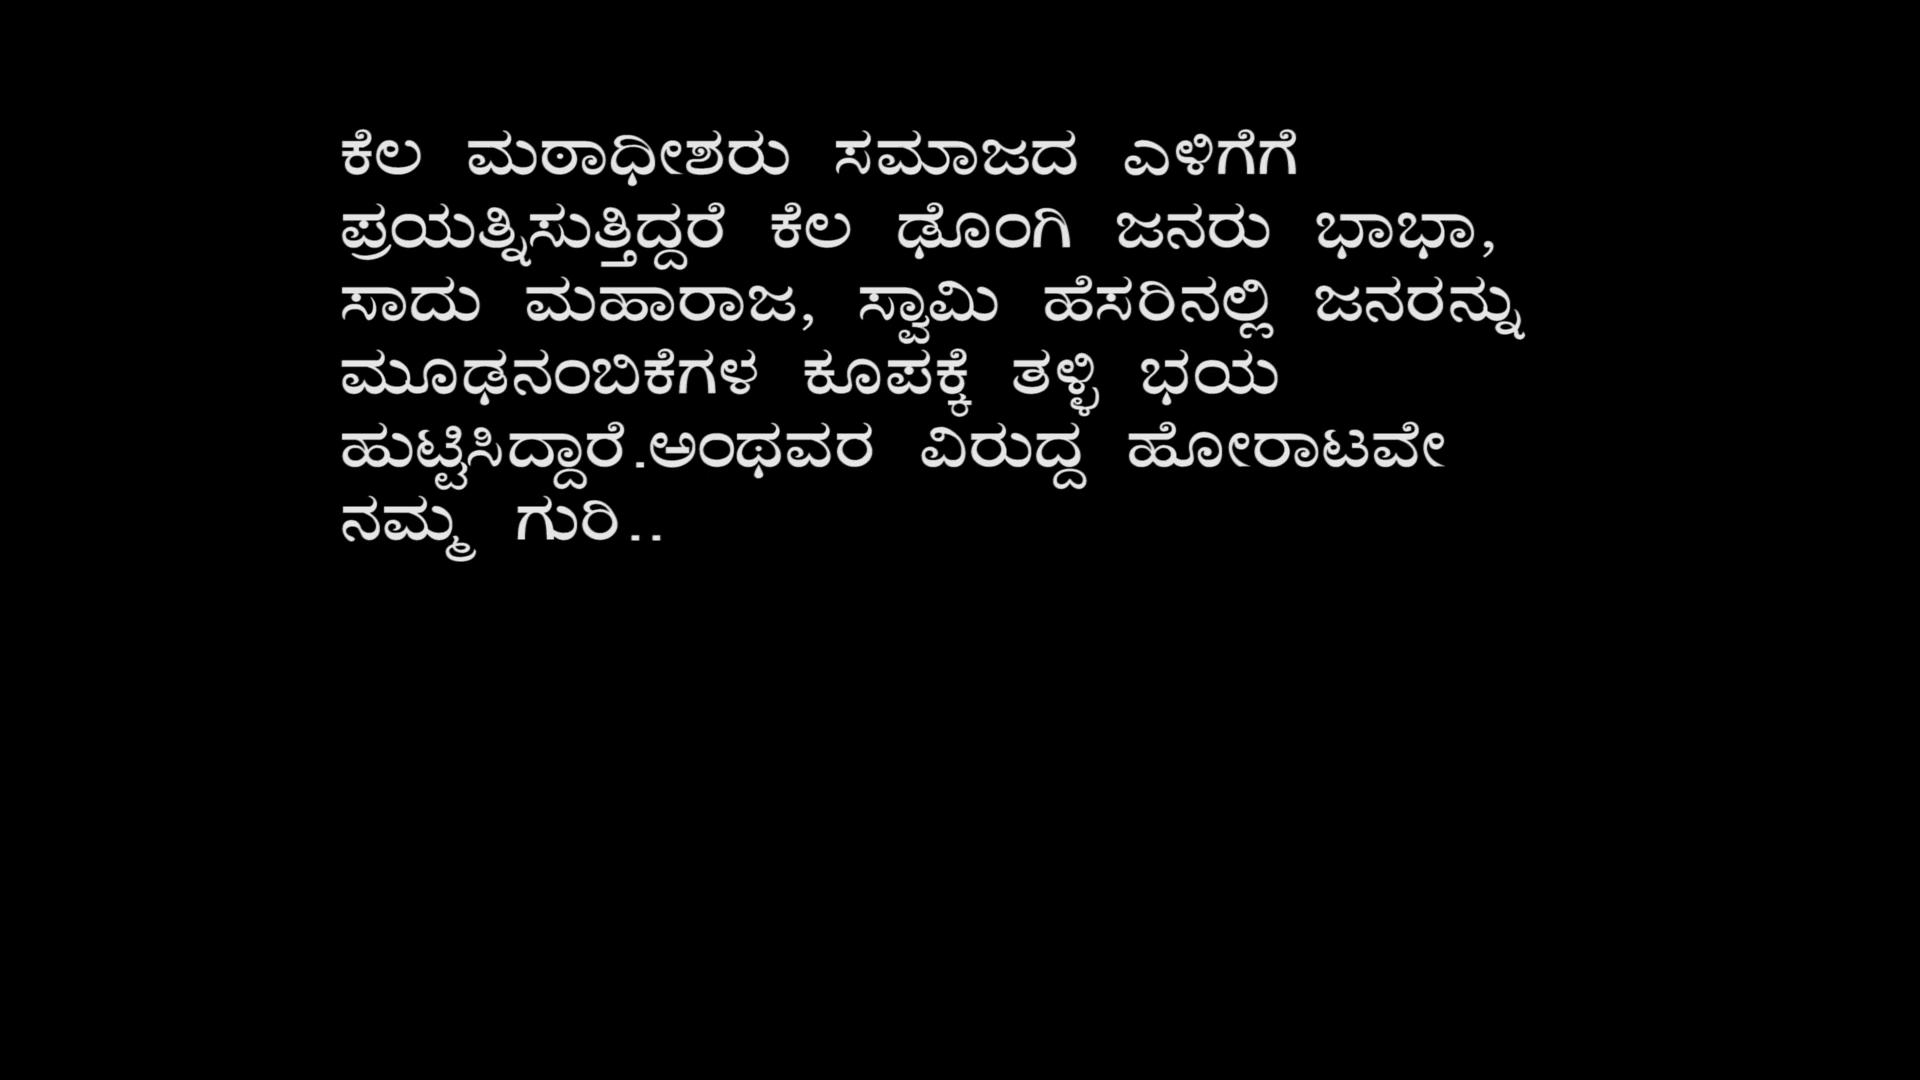 ಕೆಲ ಮಠಾಧೀಶರು ಸಮಾಜದ ಎಳಿಗೆಗೆ
ಪ್ರಯತ್ನಿಸುತ್ತಿದ್ದರೆ ಕೆಲ ಢೊಂಗಿ ಜನರು ಭಾಭಾ,
ಸಾದು ಮಹಾರಾಜ, ಸ್ವಾಮಿ ಹೆಸರಿನಲ್ಲಿ ಜನರನ್ನು
ಮೂಢನಂಬಿಕೆಗಳ ಕೂಪಕ್ಕೆ ತಳ್ಳಿ ಭಯ
ಹುಟ್ಟಿಸಿದ್ದಾರೆ.ಅಂಥವರ ವಿರುದ್ದ ಹೋರಾಟವೇ
ನಮ್ಮ ಗುರಿ..